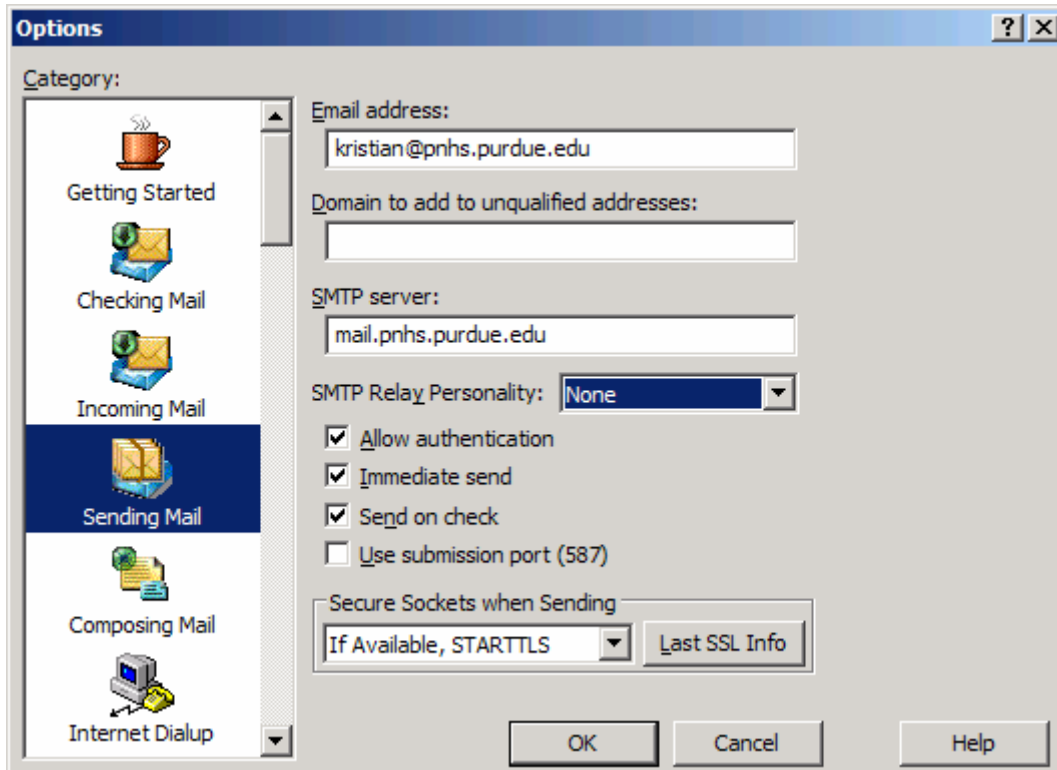 Options
Category:
Getting Started
Checking Mail
Incoming Mail
Sending Mail
Composing Mail
Internet Dialup
Email address:
kristian@pnhs.purdue.edu
Domain to add to unqualified addresses:
SMTP server:
mail.pnhs.purdue.edu
SMTP Relay Personality: None
Allow authentication
Immediate send
Send on check
Use submission port (587)
Secure Sockets when Sending
If Available, STARTTLS Last SSL Info
OK Cancel Help